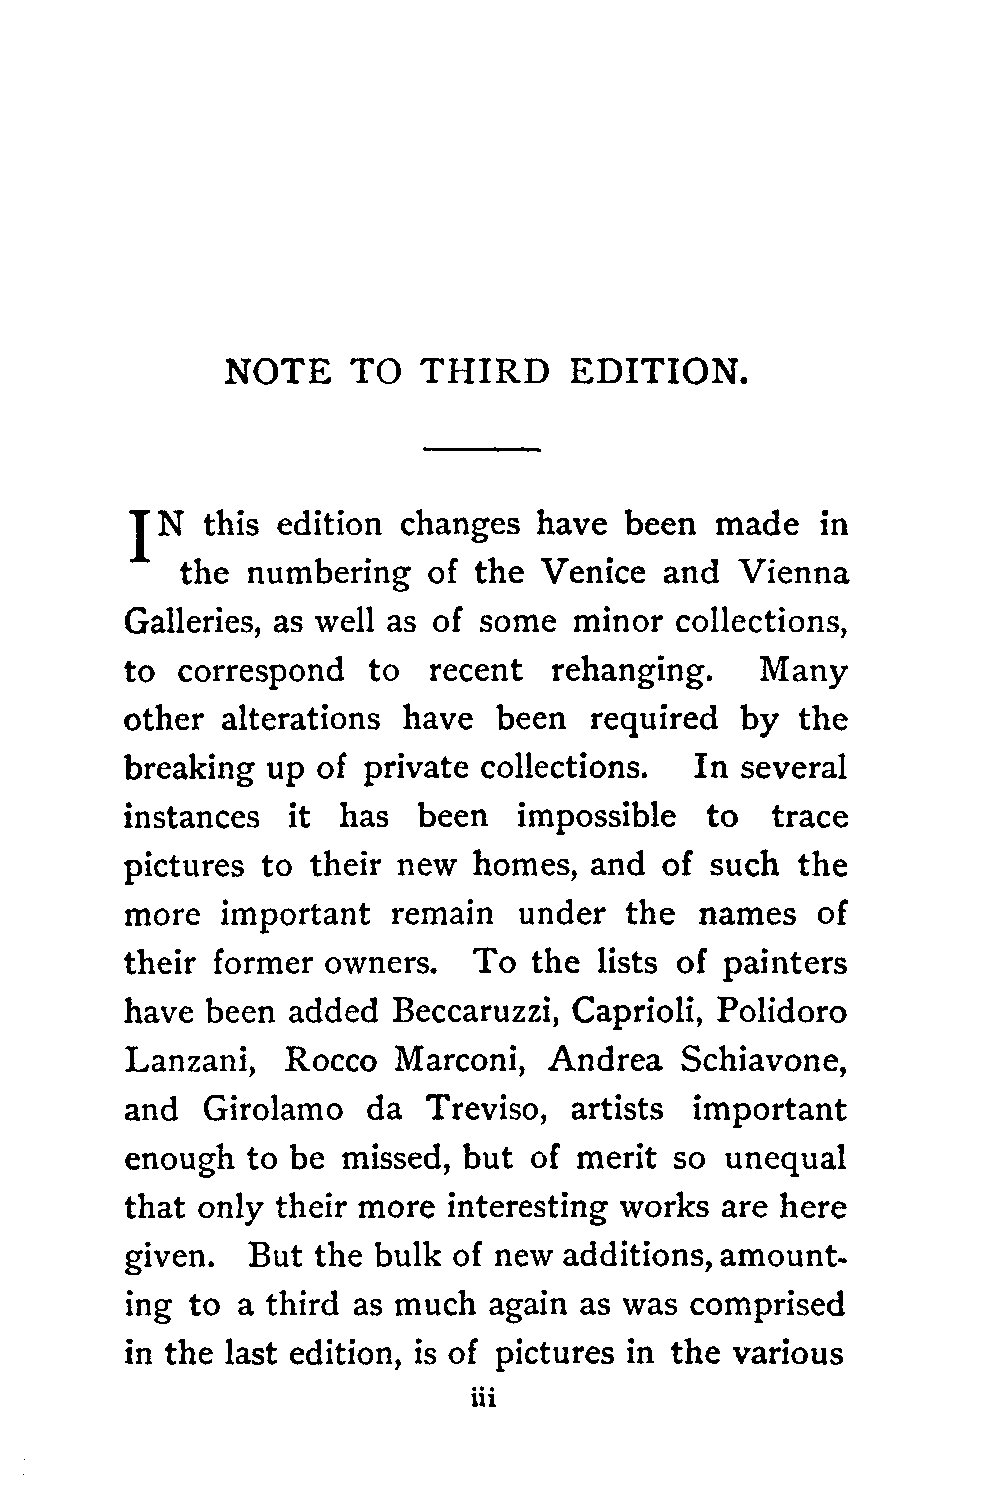 NOTE TO THIRD EDITION.
IN this edition changes have been made in
the numbering of the Venice and Vienna
Galleries, as well as of some minor collections,
to correspond to recent rehanging. Many
other alterations have been required by the
breaking up of private collections. In several
instances it has been impossible to trace
pictures to their new homes, and of such the
more important remain under the names of
their former owners. To the lists of painters
have been added Beccaruzzi, Caprioli, Polidoro
Lanzani, Rocco Marconi, Andrea Schiavone,
and Girolamo da Treviso, artists important
enough to be missed, but of merit so unequal
that only their more interesting works are here
given. But the bulk of new additions, amount-
ing to a third as much again as was comprised
in the last edition, is of pictures in the various
iii